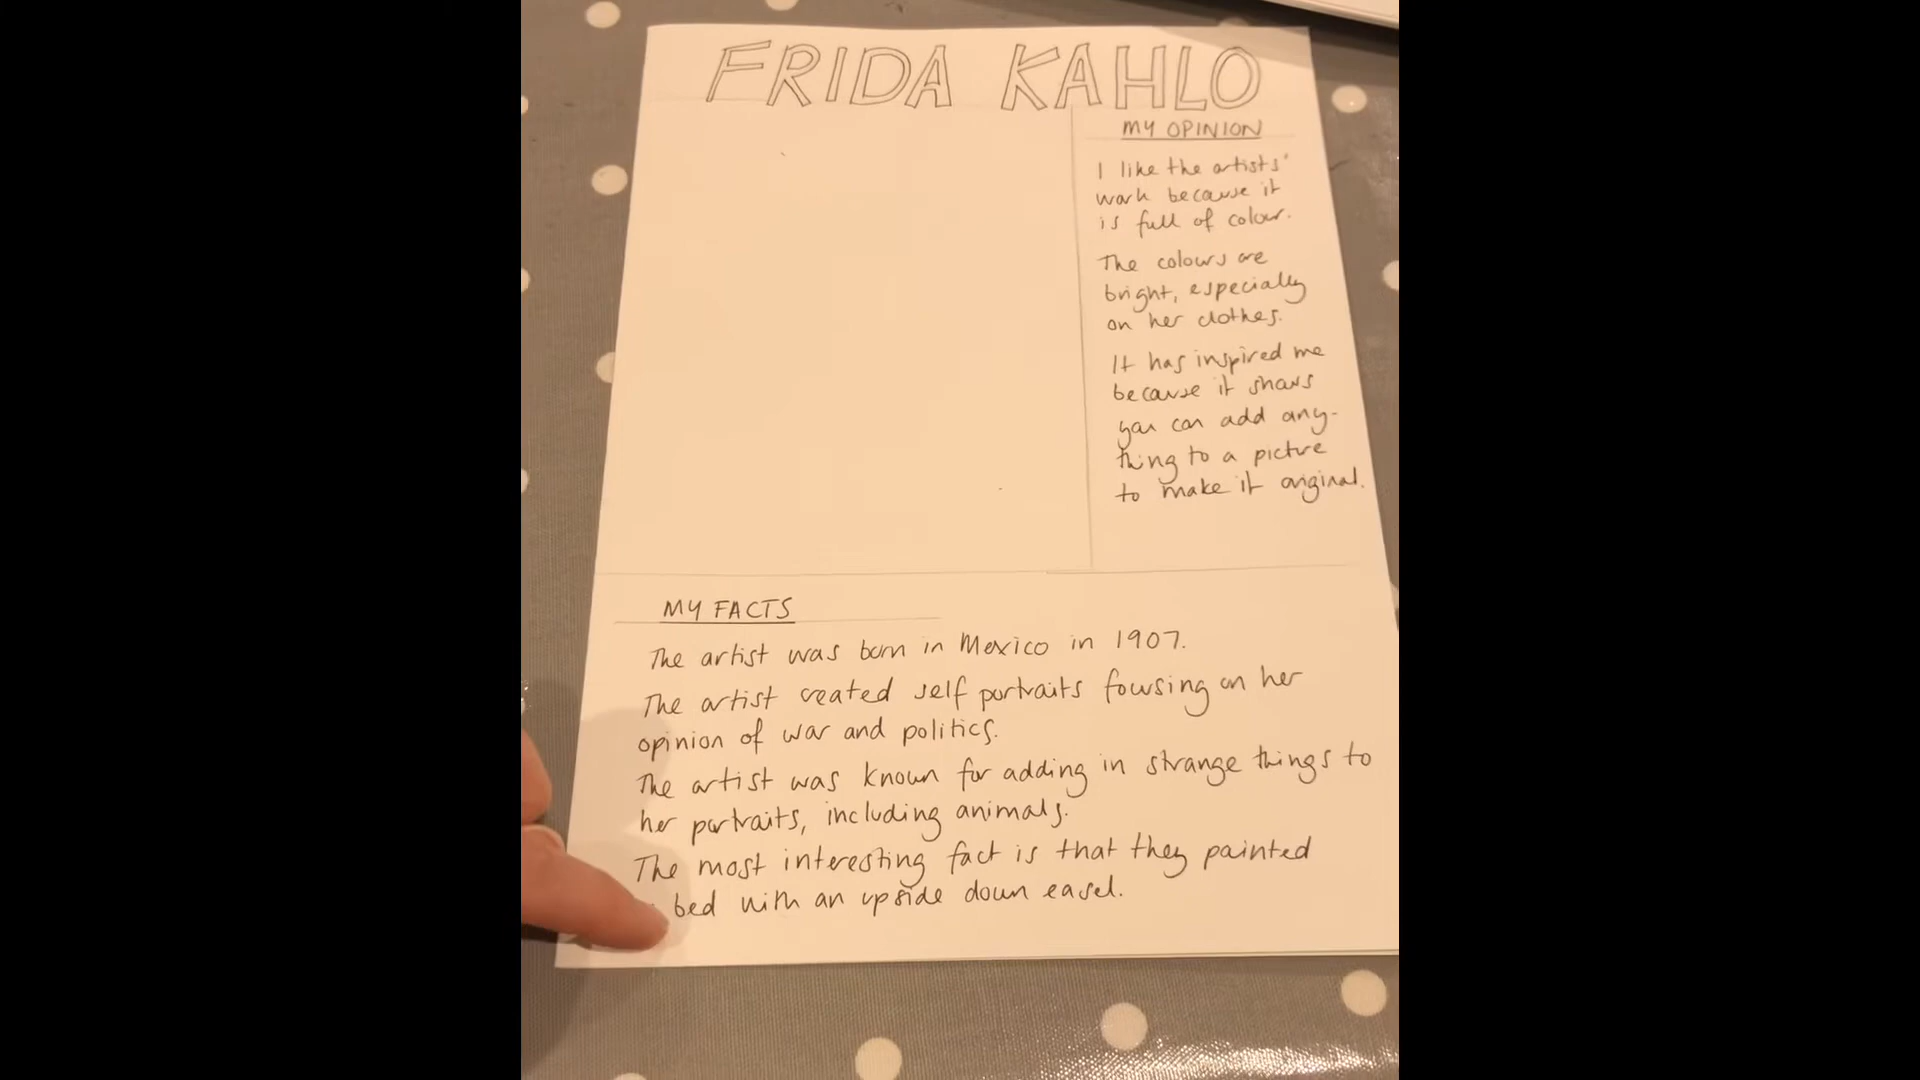 FRIDA KAHLO
MY OPINION
I like the artists'
work because it
is full of colour.
The colours are
bright, especially
on her clothes.
It has inspired me
because it shows
you can add any-
thing to a picture
to make it original.
MY FACTS
The artist was born in Mexico in 1907.
The artist created self portraits focusing on her
opinion of war and politics.
The artist was known for adding in strange things to
her portraits, including animals.
The most interesting fact is that they painted
bed with an upside down easel.